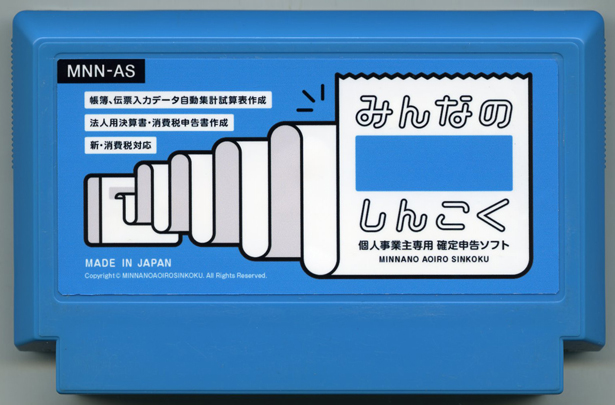 MNN-AS
帳簿、伝票入力データ自動集計試算表作成
法人用決算書・消費税申告書作成
新・消費税対応
みんなの
しんこく
個人事業主専用 確定申告ソフト
MINNANO AOIRO SINKOKU
MADE IN JAPAN
Copyright© MINNANOAOIROSINKOKU. All Rights Reserved.